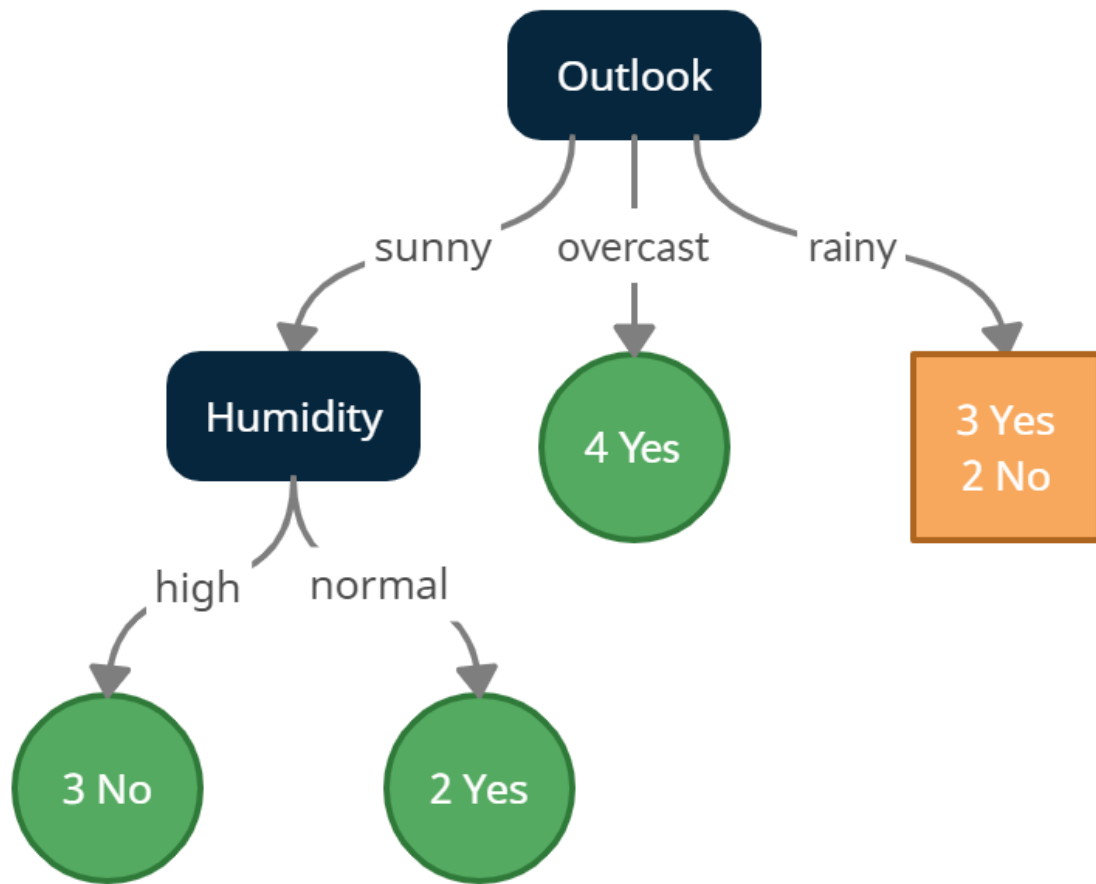 Outlook
sunny
overcast
rainy
Humidity
4 Yes
3 Yes
2 No
high
normal
3 No
2 Yes